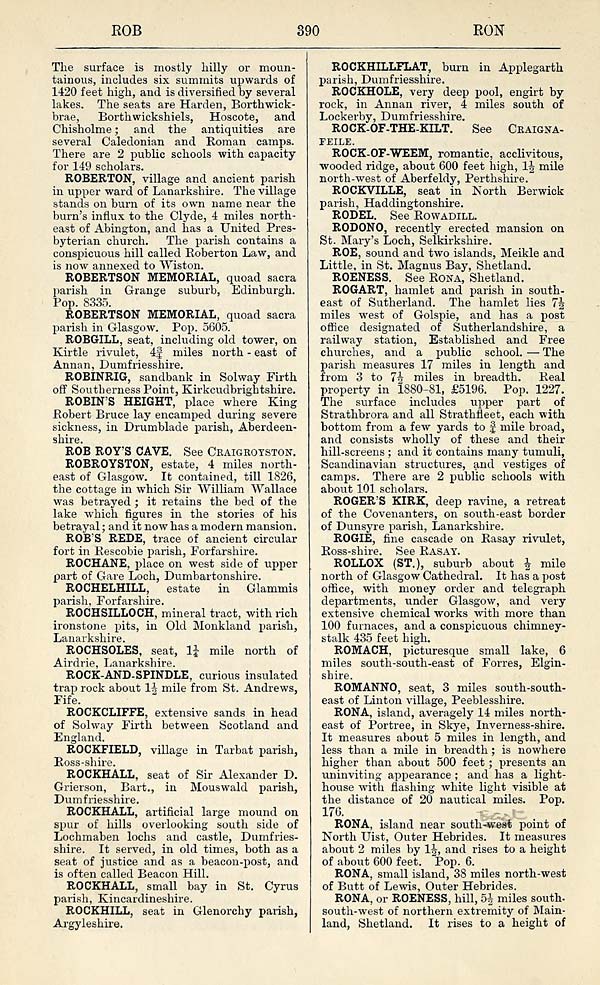 ROB 390 RON
The surface is mostly hilly or moun-
tainous, includes six summits upwards of
1420 feet high, and is diversified by several
lakes. The seats are Harden, Borthwick-
brae, Borthwickshiels, Hoscote, and
Chisholme; and the antiquities are
several Caledonian and Roman camps.
There are 2 public schools with capacity
for 149 scholars.
ROBERTON, village and ancient parish
in upper ward of Lanarkshire. The village
stands on burn of its own name near the
burn's influx to the Clyde, 4 miles north-
east of Abington, and has a United Pres-
byterian church. The parish contains a
conspicuous hill called Roberton Law, and
is now annexed to Wiston.
ROBERTSON MEMORIAL, quoad sacra
parish in Grange suburb, Edinburgh.
Pop. 8335.
ROBERTSON MEMORIAL, quoad sacra
parish in Glasgow. Pop. 5605.
ROBGILL, seat, including old tower, on
Kirtle rivulet, 4¾ miles north-east of
Annan, Dumfriesshire.
ROBINRIG, sandbank in Solway Firth
off Southerness Point, Kirkcudbrightshire.
ROBIN'S HEIGHT, place where King
Robert Bruce lay encamped during severe
sickness, in Drumblade parish, Aberdeen-
shire.
ROB ROY'S CAVE. See CRAIGROYSTON.
ROBROYSTON, estate, 4 miles north-
east of Glasgow. It contained, till 1826,
the cottage in which Sir William Wallace
was betrayed; it retains the bed of the
lake which figures in the stories of his
betrayal; and it now has a modern mansion.
ROB'S REDE, trace of ancient circular
fort in Rescobie parish, Forfarshire.
ROCHANE, place on west side of upper
part of Gare Loch, Dumbartonshire.
ROCHELHILL, estate in Glammis
parish, Forfarshire.
ROCHSILLOCH, mineral tract, with rich
ironstone pits, in Old Monkland parish,
Lanarkshire.
ROCHSOLES, seat, 1¼ mile north of
Airdrie, Lanarkshire.
ROCK-AND-SPINDLE, curious insulated
trap rock about 1½ mile from St. Andrews,
Fife.
ROCKCLIFFE, extensive sands in head
of Solway Firth between Scotland and
England.
ROCKFIELD, village in Tarbat parish,
Ross-shire.
ROCKHALL, seat of Sir Alexander D.
Grierson, Bart., in Mouswald parish,
Dumfriesshire.
ROCKHALL, artificial large mound on
spur of hills overlooking south side of
Lochmaben lochs and castle, Dumfries-
shire. It served, in old times, both as a
seat of justice and as a beacon-post, and
is often called Beacon Hill.
ROCKHALL, small bay in St. Cyrus
parish, Kincardineshire.
ROCKHILL, seat in Glenorchy parish,
Argyleshire.
ROCKHILLFLAT, burn in Applegarth
parish, Dumfriesshire.
ROCKHOLE, very deep pool, engirt by
rock, in Annan river, 4 miles south of
Lockerby, Dumfriesshire.
ROCK-OF-THE-KILT. See CRAIGNA-
FEILE.
ROCK-OF-WEEM, romantic, acclivitous,
wooded ridge, about 600 feet high, 1½ mile
north-west of Aberfeldy, Perthshire.
ROCKVILLE, seat in North Berwick
parish, Haddingtonshire.
RODEL. See ROWADILL.
RODONO, recently erected mansion on
St. Mary's Loch, Selkirkshire.
ROE, sound and two islands, Meikle and
Little, in St. Magnus Bay, Shetland.
ROENESS. See RONA, Shetland.
ROGART, hamlet and parish in south-
east of Sutherland. The hamlet lies 7½
miles west of Golspie, and has a post
office designated of Sutherlandshire, a
railway station, Established and Free
churches, and a public school.—The
parish measures 17 miles in length and
from 3 to 7½ miles in breadth. Real
property in 1880-81, £5196. Pop. 1227.
The surface includes upper part of
Strathbrora and all Strathfleet, each with
bottom from a few yards to ¾ mile broad,
and consists wholly of these and their
hill-screens; and it contains many tumuli,
Scandinavian structures, and vestiges of
camps. There are 2 public schools with
about 101 scholars.
ROGER'S KIRK, deep ravine, a retreat
of the Covenanters, on south-east border
of Dunsyre parish, Lanarkshire.
ROGIE, fine cascade on Rasay rivulet,
Ross-shire. See RASAY.
ROLLOX (ST.), suburb about ½ mile
north of Glasgow Cathedral. It has a post
office, with money order and telegraph
departments, under Glasgow, and very
extensive chemical works with more than
100 furnaces, and a conspicuous chimney-
stalk 435 feet high.
ROMACH, picturesque small lake, 6
miles south-south-east of Forres, Elgin-
shire.
ROMANNO, seat, 3 miles south-south-
east of Linton village, Peeblesshire.
RONA, island, averagely 14 miles north-
east of Portree, in Skye, Inverness-shire.
It measures about 5 miles in length, and
less than a mile in breadth; is nowhere
higher than about 500 feet; presents an
uninviting appearance; and has a light-
house with flashing white light visible at
the distance of 20 nautical miles. Pop.
176.
East
RONA, island near south-west point of
North Uist, Outer Hebrides. It measures
about 2 miles by 1½, and rises to a height
of about 600 feet. Pop. 6.
RONA, small island, 38 miles north-west
of Butt of Lewis, Outer Hebrides.
RONA, or ROENESS, hill, 5½ miles south-
south-west of northern extremity of Main-
land, Shetland. It rises to a height of